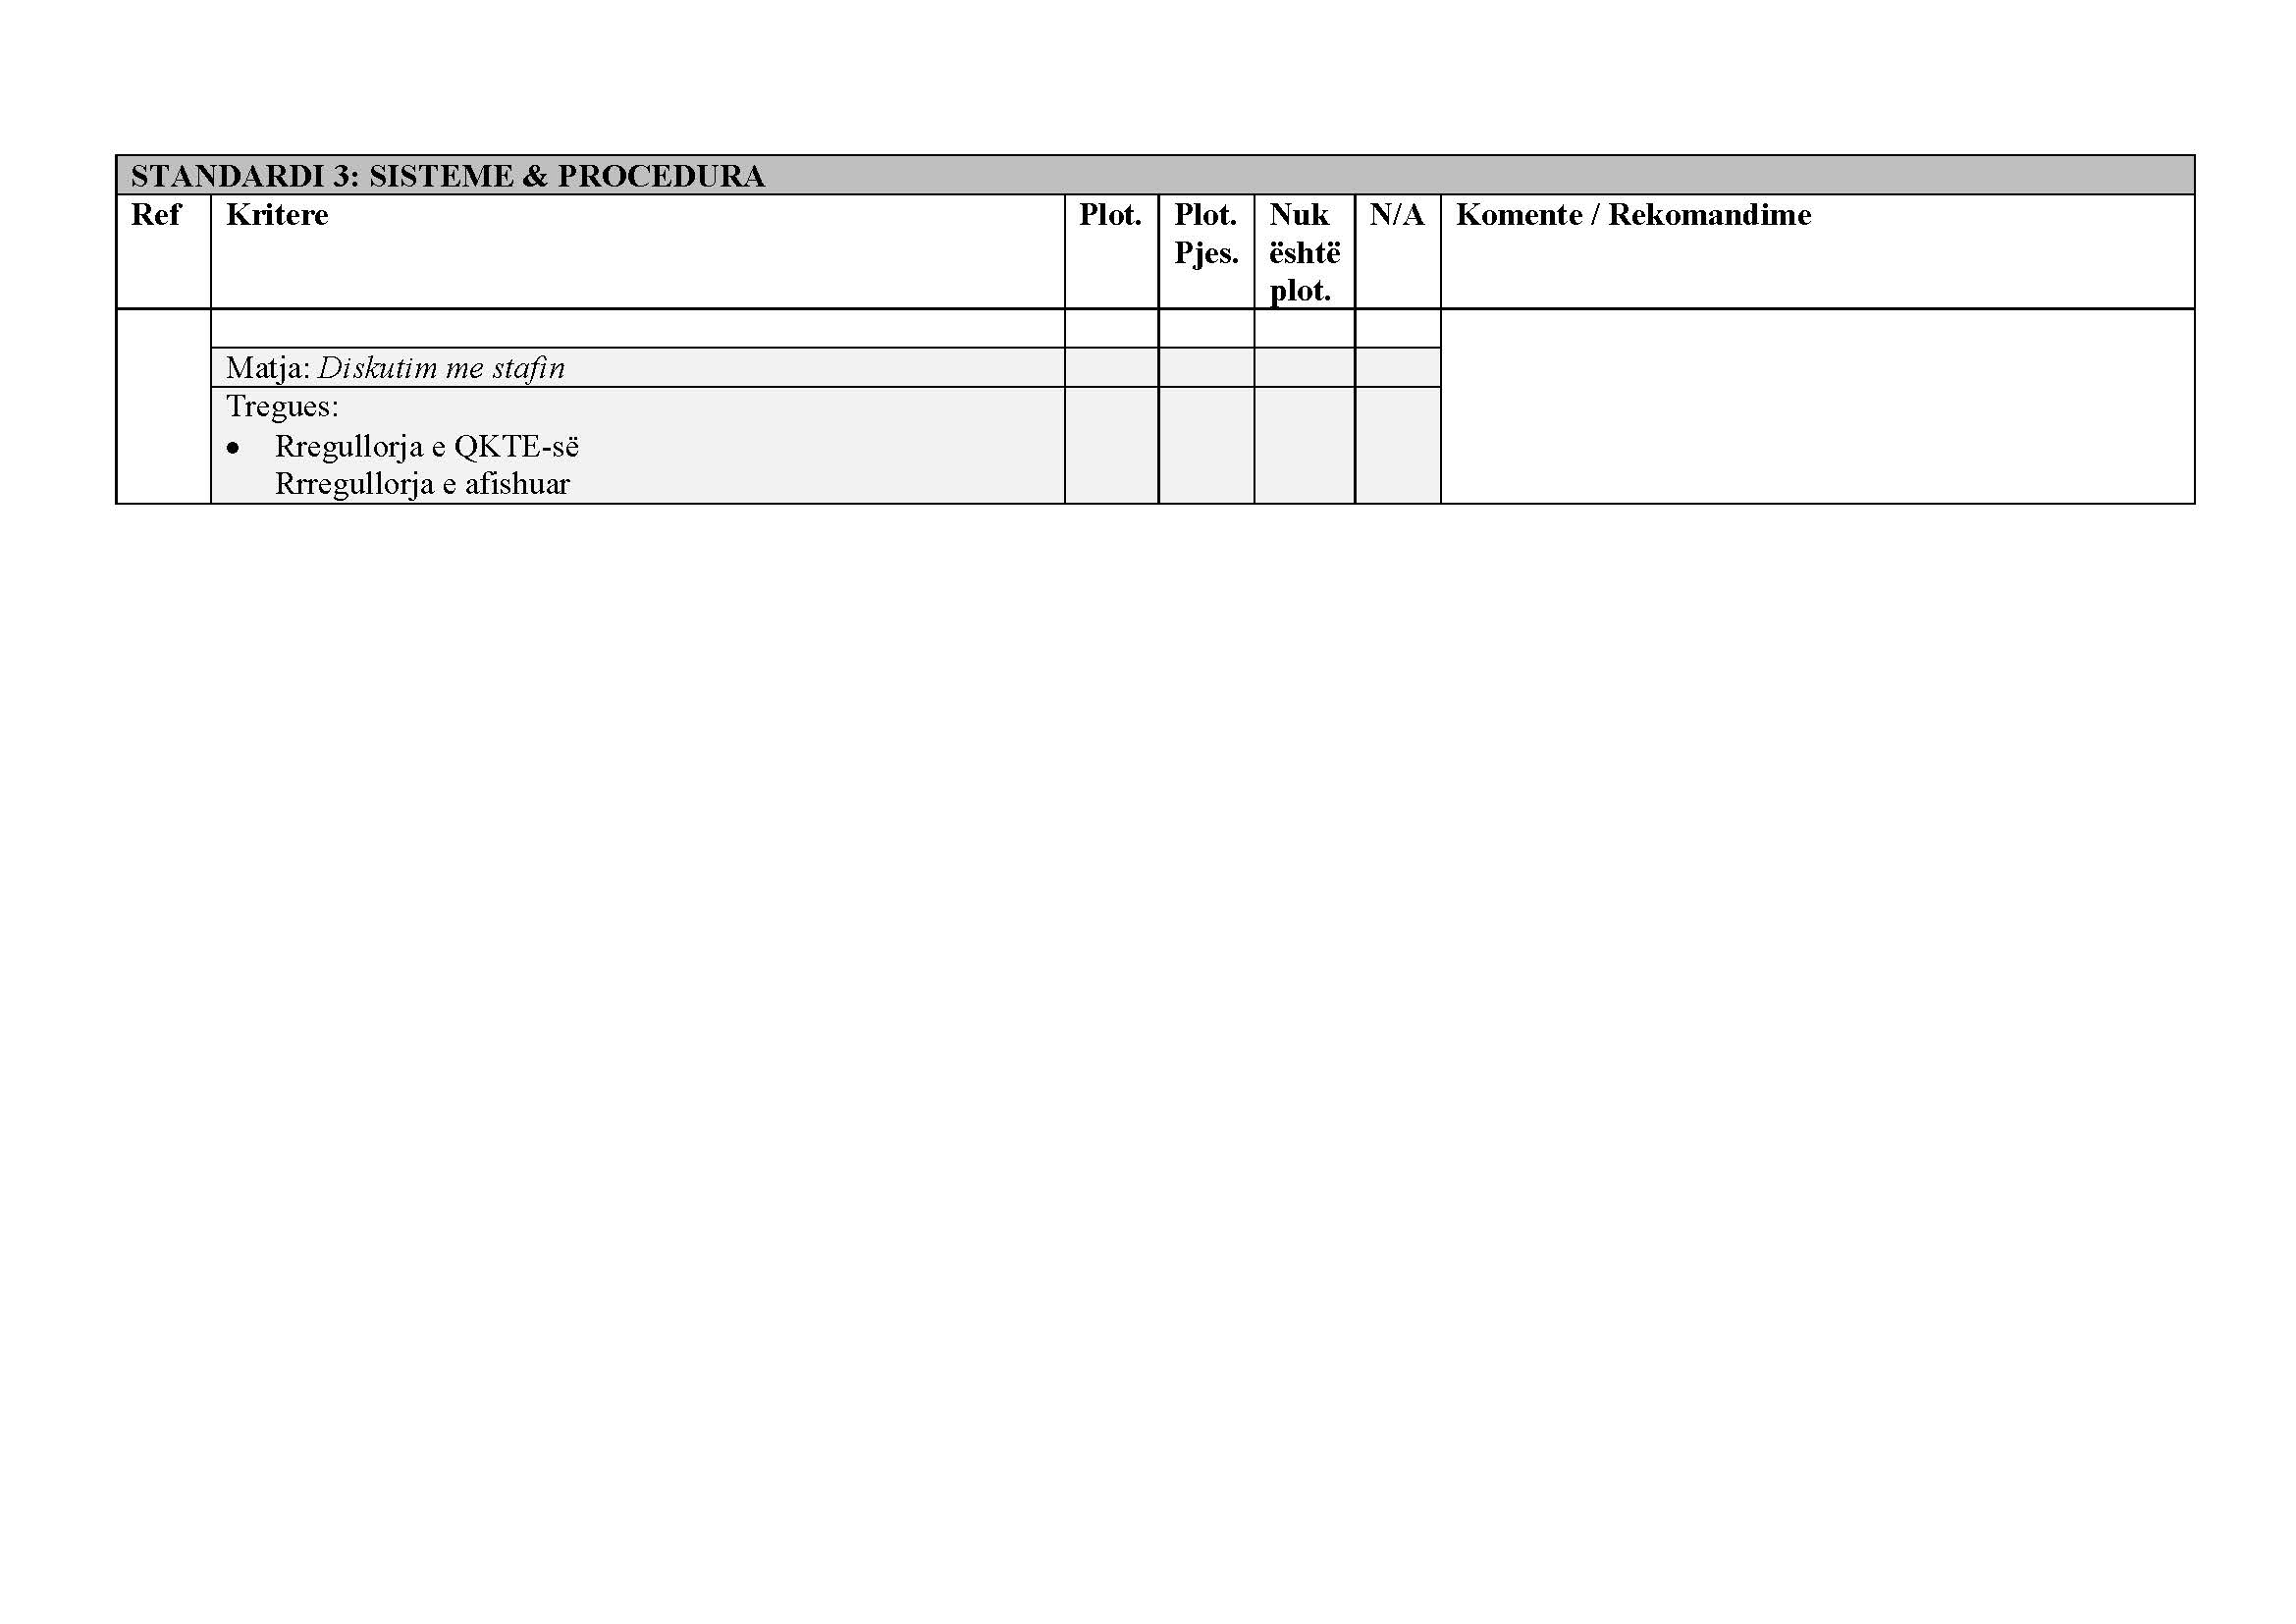 STANDARDI 3: SISTEME & PROCEDURA
Ref Kritere Plot. Plot. Pjes. Nuk është plot. N/A Komente / Rekomandime
Matja: Diskutim me stafin
Tregues:
• Rregullorja e QKTE-së
Rrregullorja e afishuar